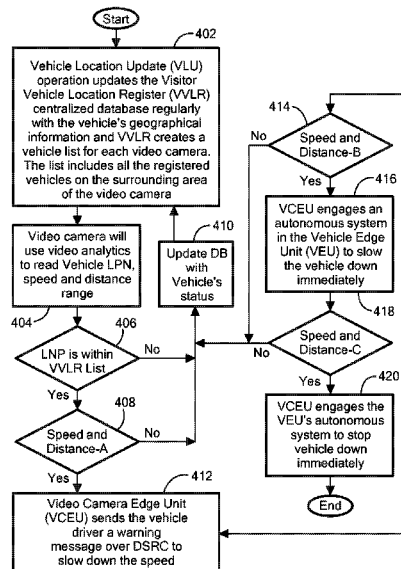 Start
402
Vehicle Location Update (VLU)
operation updates the Visitor
Vehicle Location Register (VVLR)
centralized database regularly
with the vehicle's geographical
information and VVLR creates a
vehicle list for each video camera.
The list includes all the registered
vehicles on the surrounding area
of the video camera
Video camera will
use video analytics
to read Vehicle LPN,
speed and distance
range
404
410
Update DB
with
Vehicle's
status
406
LNP is within
VVLR List
No
Yes
408
Speed and
Distance-A
No
Yes
412
Video Camera Edge Unit
(VCEU) sends the vehicle
driver a warning
message over DSRC to
slow down the speed
414
Speed and
Distance-B
No
Yes
416
VCEU engages an
autonomous system
in the Vehicle Edge
Unit (VEU) to slow
the vehicle down
immediately
418
Speed and
Distance-C
No
Yes
420
VCEU engages the
VEU's autonomous
system to stop
vehicle down
immediately
End